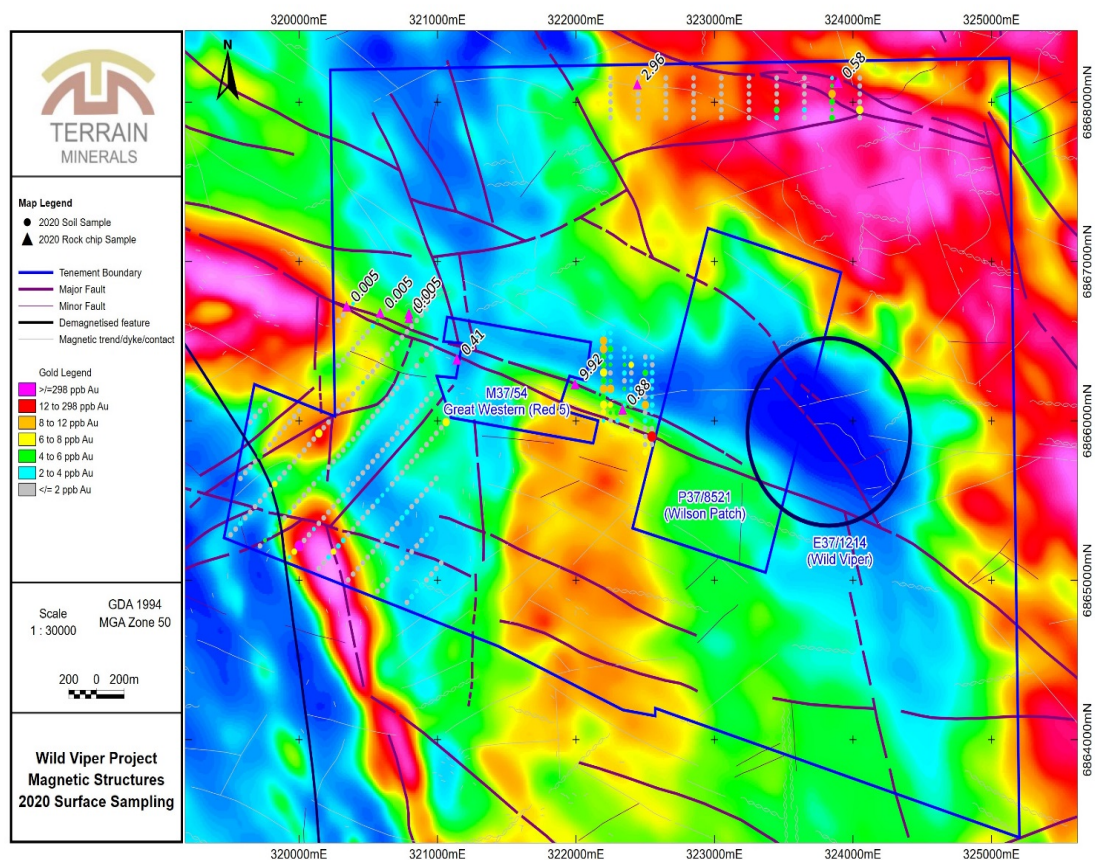 320000mE
321000mE
322000mE
323000mE
324000mE
325000mE
N
TERRAIN
MINERALS
Map Legend
2020 Soil Sample
2020 Rock chip Sample
Tenement Boundary
Major Fault
Minor Fault
Demagnetised feature
Magnetic trend/dyke/contact
Gold Legend
>/=298 ppb Au
12 to 298 ppb Au
8 to 12 ppb Au
6 to 8 ppb Au
4 to 6 ppb Au
2 to 4 ppb Au
</= 2 ppb Au
Scale
1 : 30000
GDA 1994
MGA Zone 50
200 0 200m
Wild Viper Project
Magnetic Structures
2020 Surface Sampling
2.96
0.58
0.005
0.005
0.005
0.41
9.92
0.88
M37/54
Great Western (Red 5)
P37/8521
(Wilson Patch)
E37/1214
(Wild Viper)
6868000mN
6867000mN
6866000mN
6865000mN
6864000mN
320000mE
321000mE
322000mE
323000mE
324000mE
325000mE